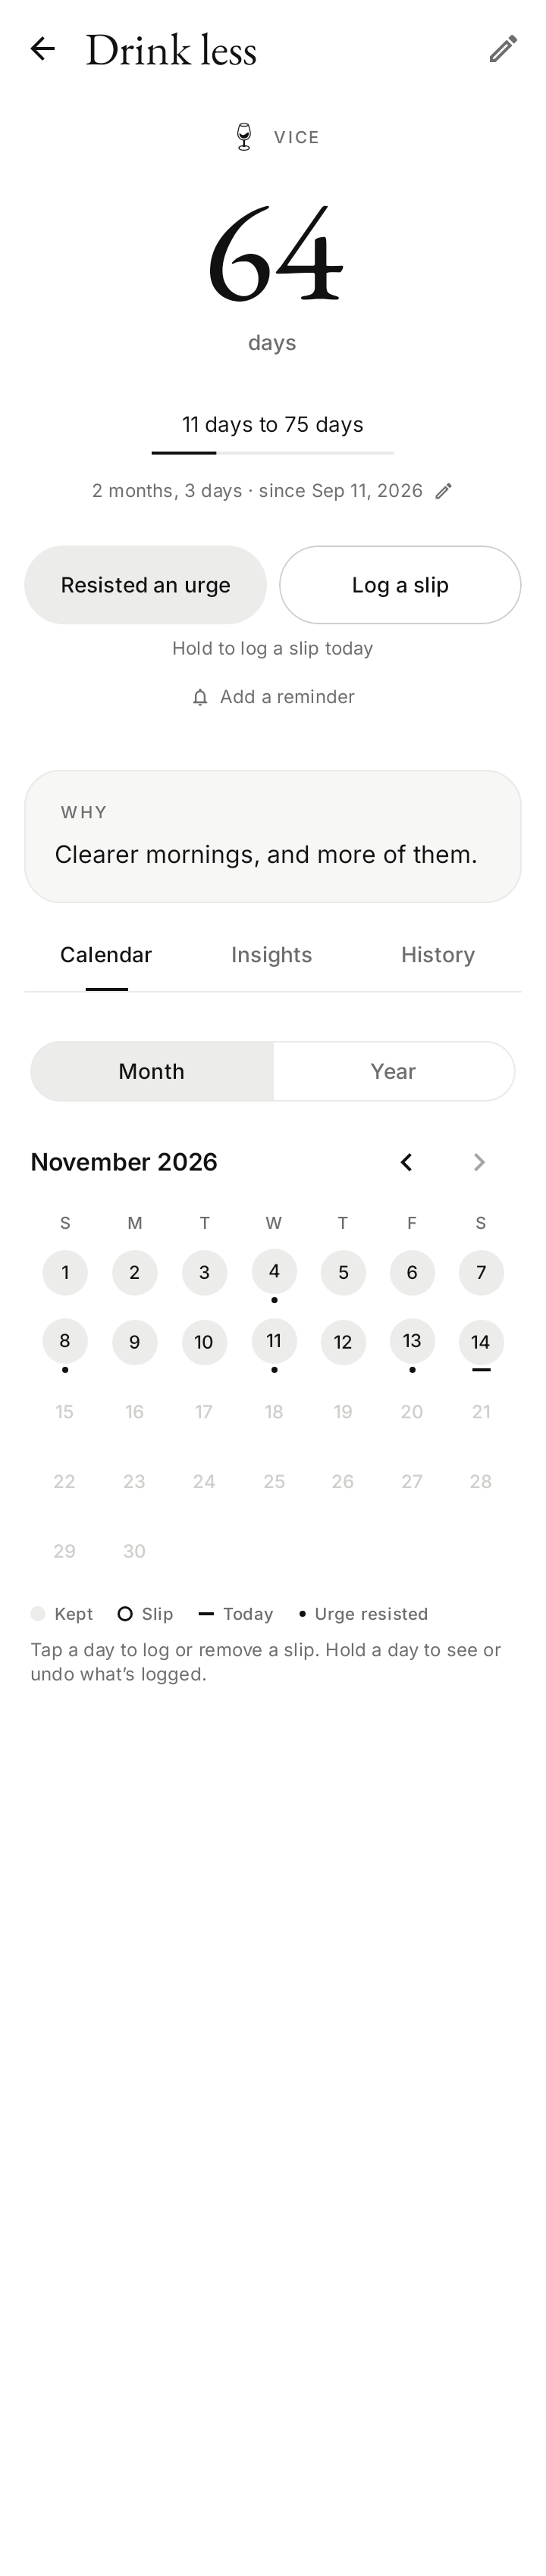 Drink less
VICE
64
days
11 days to 75 days
2 months, 3 days · since Sep 11, 2026
Resisted an urge
Log a slip
Hold to log a slip today
Add a reminder
WHY
Clearer mornings, and more of them.
Calendar Insights History
Month Year
November 2026
S M T W T F S
1 2 3 4 5 6 7
8 9 10 11 12 13 14
15 16 17 18 19 20 21
22 23 24 25 26 27 28
29 30
Kept Slip Today Urge resisted
Tap a day to log or remove a slip. Hold a day to see or
undo what’s logged.